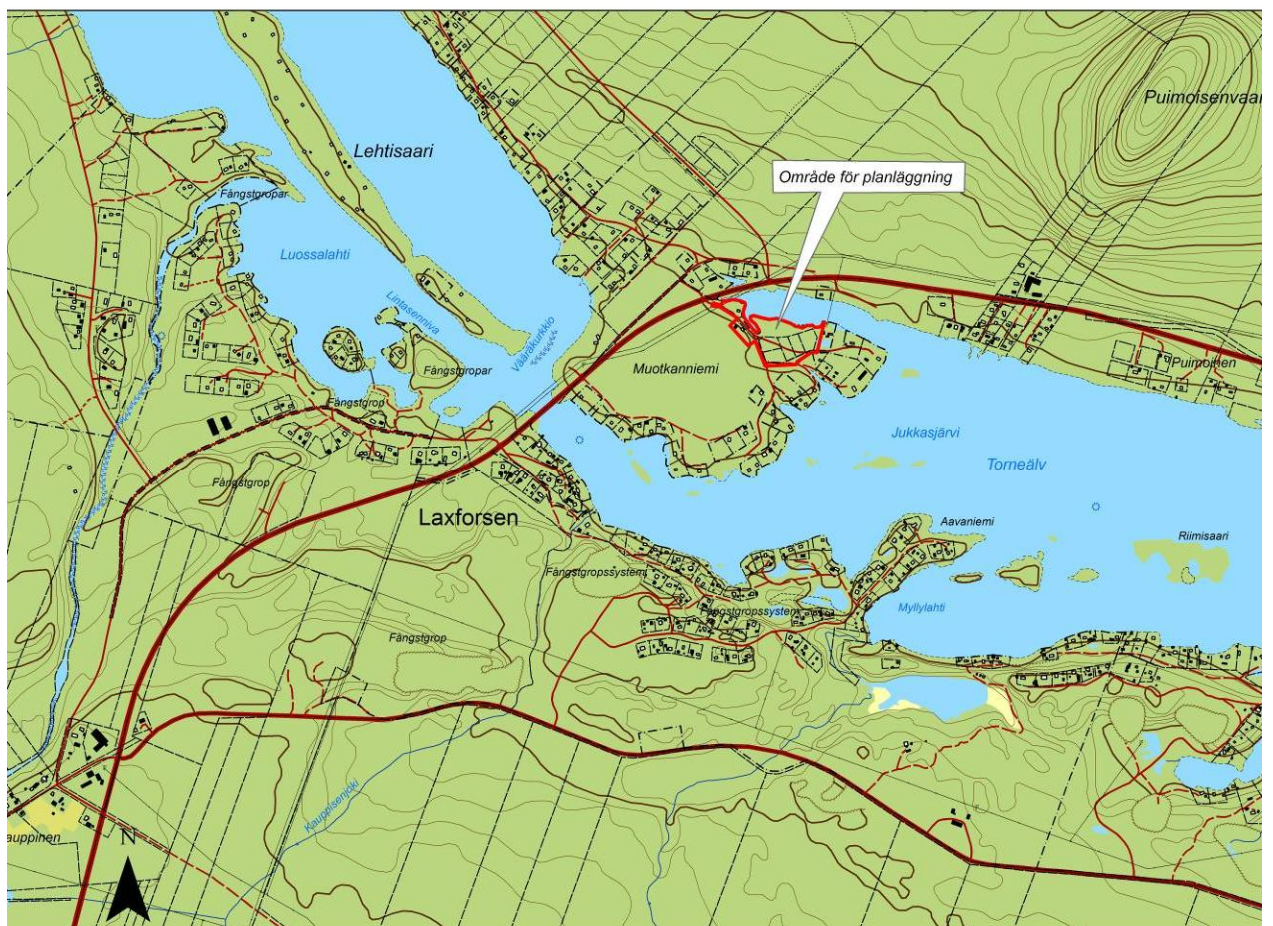 Puimoisenvaar
Lehtisaari
Område för planläggning
Fångstgropar
Luossalahti
Lintasenniva
Vääräkurkkio
Fångstgropar
Muotkanniemi
Puimoinen
Fångstgrop
Jukkasjärvi
Torneälv
Fångstgrop
Laxforsen
Aavaniemi
Riimisaari
Fångstgropssystem
Fångstgropssystem
Myllylahti
Fångstgrop
Klauppisenjoki
auppinen
N